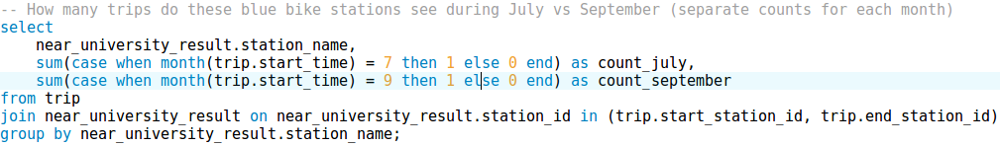 -- How many trips do these blue bike stations see during July vs September (separate counts for each month)
select
    near_university_result.station_name,
    sum(case when month(trip.start_time) = 7 then 1 else 0 end) as count_july,
    sum(case when month(trip.start_time) = 9 then 1 else 0 end) as count_september
from trip
join near_university_result on near_university_result.station_id in (trip.start_station_id, trip.end_station_id)
group by near_university_result.station_name;